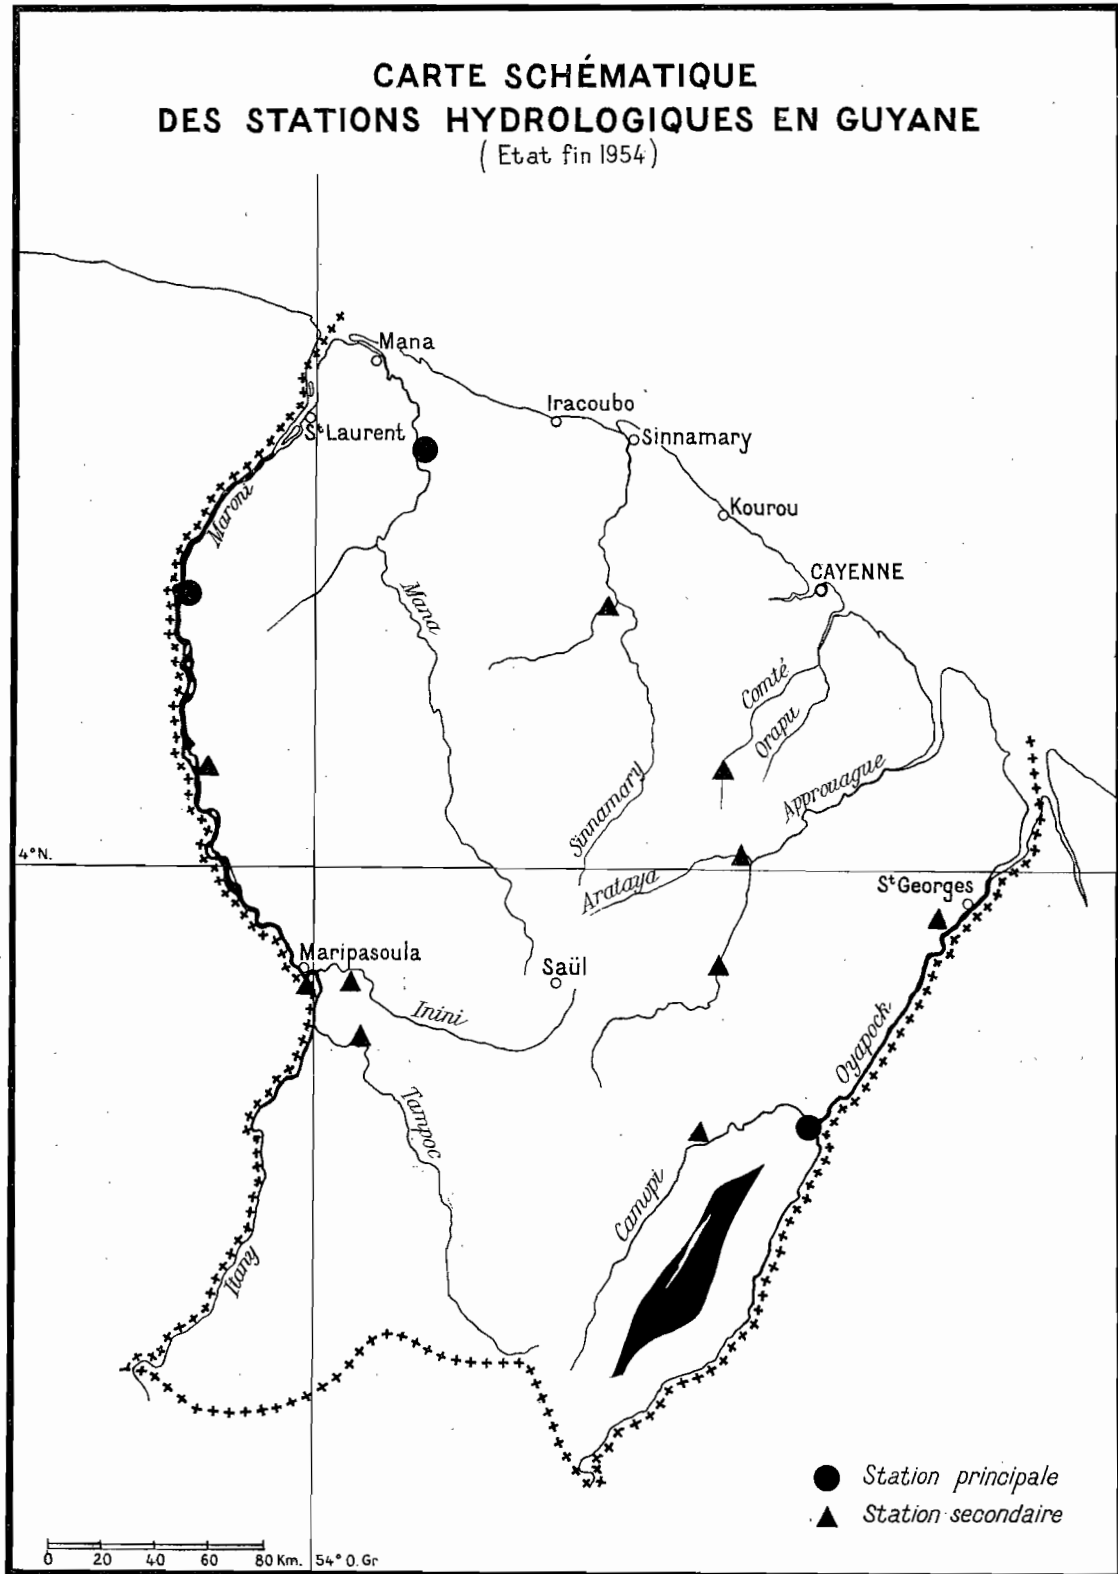 CARTE SCHÉMATIQUE
DES STATIONS HYDROLOGIQUES EN GUYANE
( Etat fin 1954)
Mana
Iracoubo
St Laurent
Sinnamary
Maroni
Kourou
CAYENNE
Mana
Comté
Orapu
Sinnamary
Approuague
4° N.
Arataya
St Georges
Maripasoula
Saül
Inini
Oyapock
Tampoc
Camopi
Itany
Station principale
Station secondaire
0 20 40 60 80 Km.
54° O. Gr